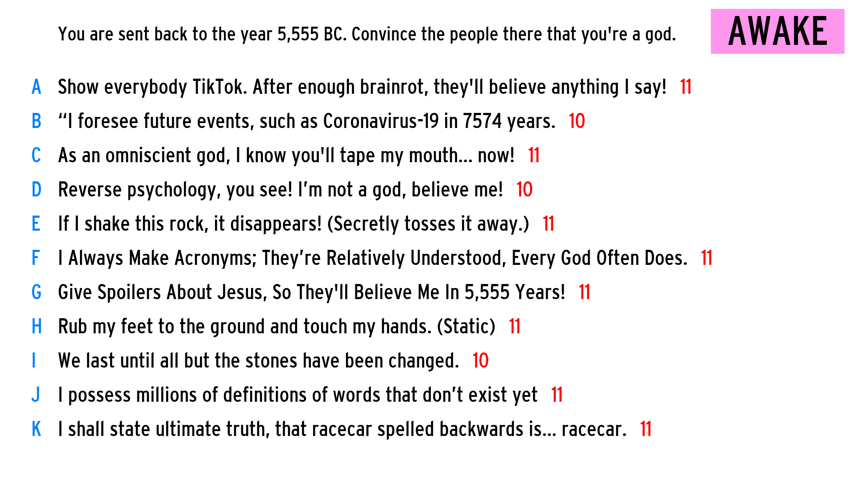 You are sent back to the year 5,555 BC. Convince the people there that you're a god.
AWAKE
A Show everybody TikTok. After enough brainrot, they'll believe anything I say! 11
B “I foresee future events, such as Coronavirus-19 in 7574 years. 10
C As an omniscient god, I know you'll tape my mouth... now! 11
D Reverse psychology, you see! I’m not a god, believe me! 10
E If I shake this rock, it disappears! (Secretly tosses it away.) 11
F I Always Make Acronyms; They’re Relatively Understood, Every God Often Does. 11
G Give Spoilers About Jesus, So They'll Believe Me In 5,555 Years! 11
H Rub my feet to the ground and touch my hands. (Static) 11
I We last until all but the stones have been changed. 10
J I possess millions of definitions of words that don’t exist yet 11
K I shall state ultimate truth, that racecar spelled backwards is... racecar. 11